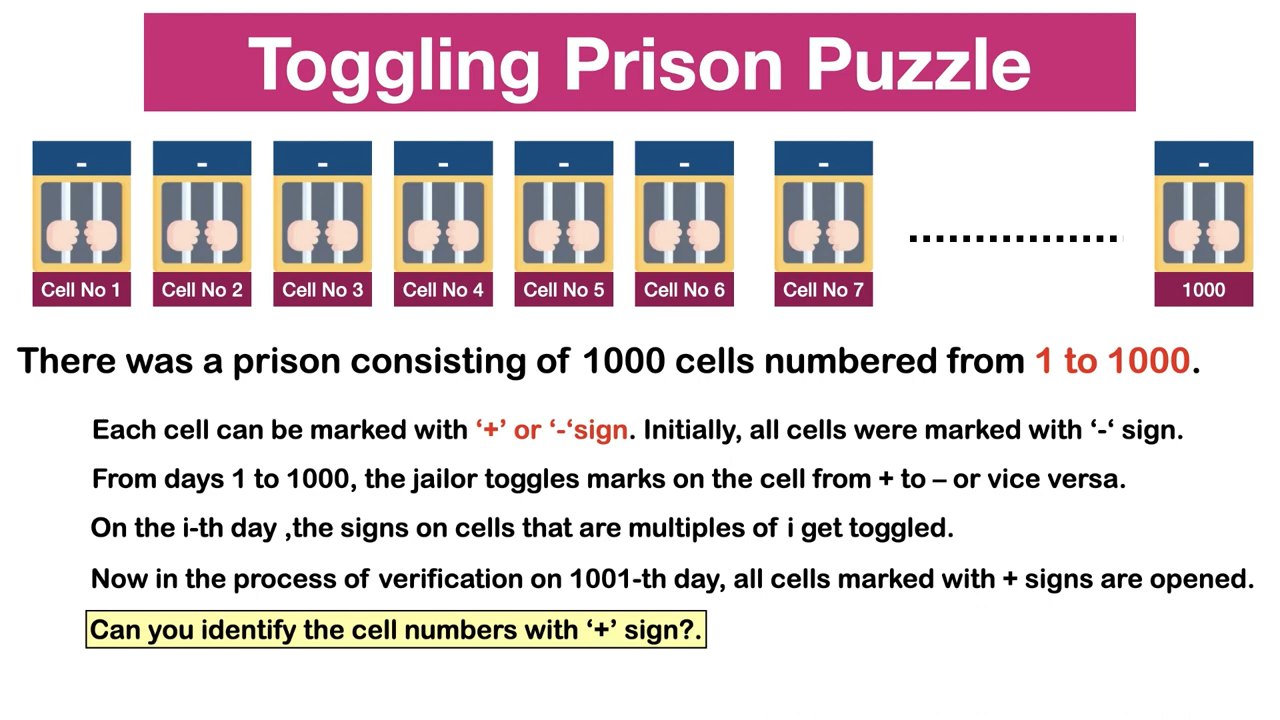 Toggling Prison Puzzle
- - - - - - - -
Cell No 1 Cell No 2 Cell No 3 Cell No 4 Cell No 5 Cell No 6 Cell No 7 ................ 1000
There was a prison consisting of 1000 cells numbered from 1 to 1000.
Each cell can be marked with ‘+’ or ‘-‘sign. Initially, all cells were marked with ‘-‘ sign.
From days 1 to 1000, the jailor toggles marks on the cell from + to – or vice versa.
On the i-th day ,the signs on cells that are multiples of i get toggled.
Now in the process of verification on 1001-th day, all cells marked with + signs are opened.
Can you identify the cell numbers with ‘+’ sign?.